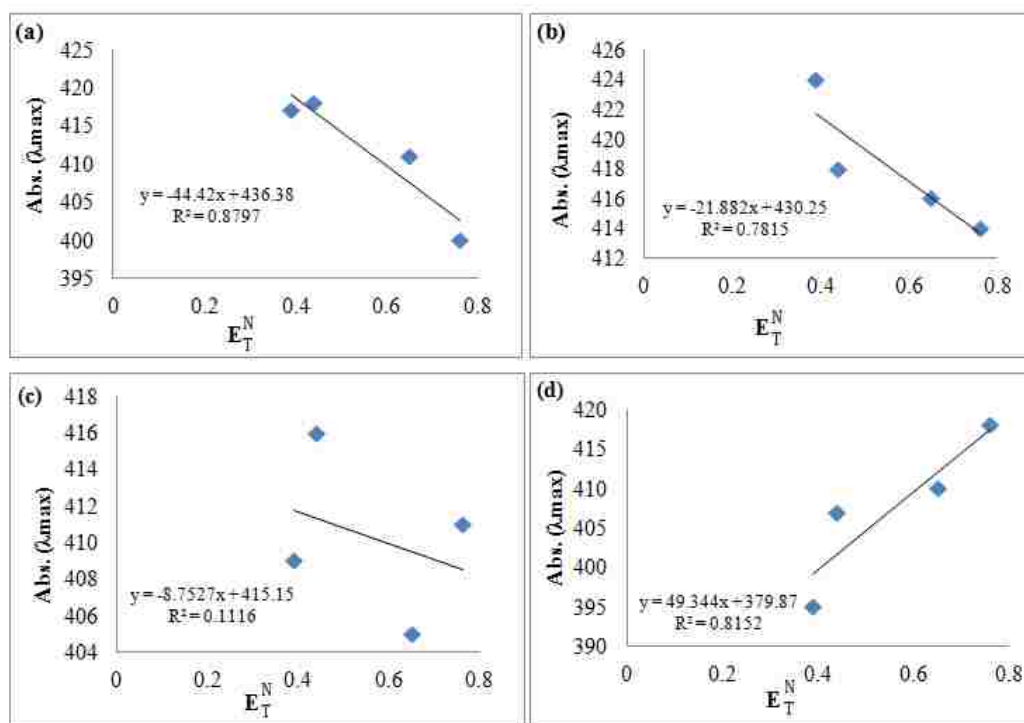 (a)
425
420
415
410
405
400
395
Abs. (λmax)
y = -44.42x + 436.38
R² = 0.8797
0 0.2 0.4 0.6 0.8
E_T^N
(b)
426
424
422
420
418
416
414
412
Abs. (λmax)
y = -21.882x + 430.25
R² = 0.7815
0 0.2 0.4 0.6 0.8
E_T^N
(c)
418
416
414
412
410
408
406
404
Abs. (λmax)
y = -8.7527x + 415.15
R² = 0.1116
0 0.2 0.4 0.6 0.8
E_T^N
(d)
420
415
410
405
400
395
390
Abs. (λmax)
y = 49.344x + 379.87
R² = 0.8152
0 0.2 0.4 0.6 0.8
E_T^N